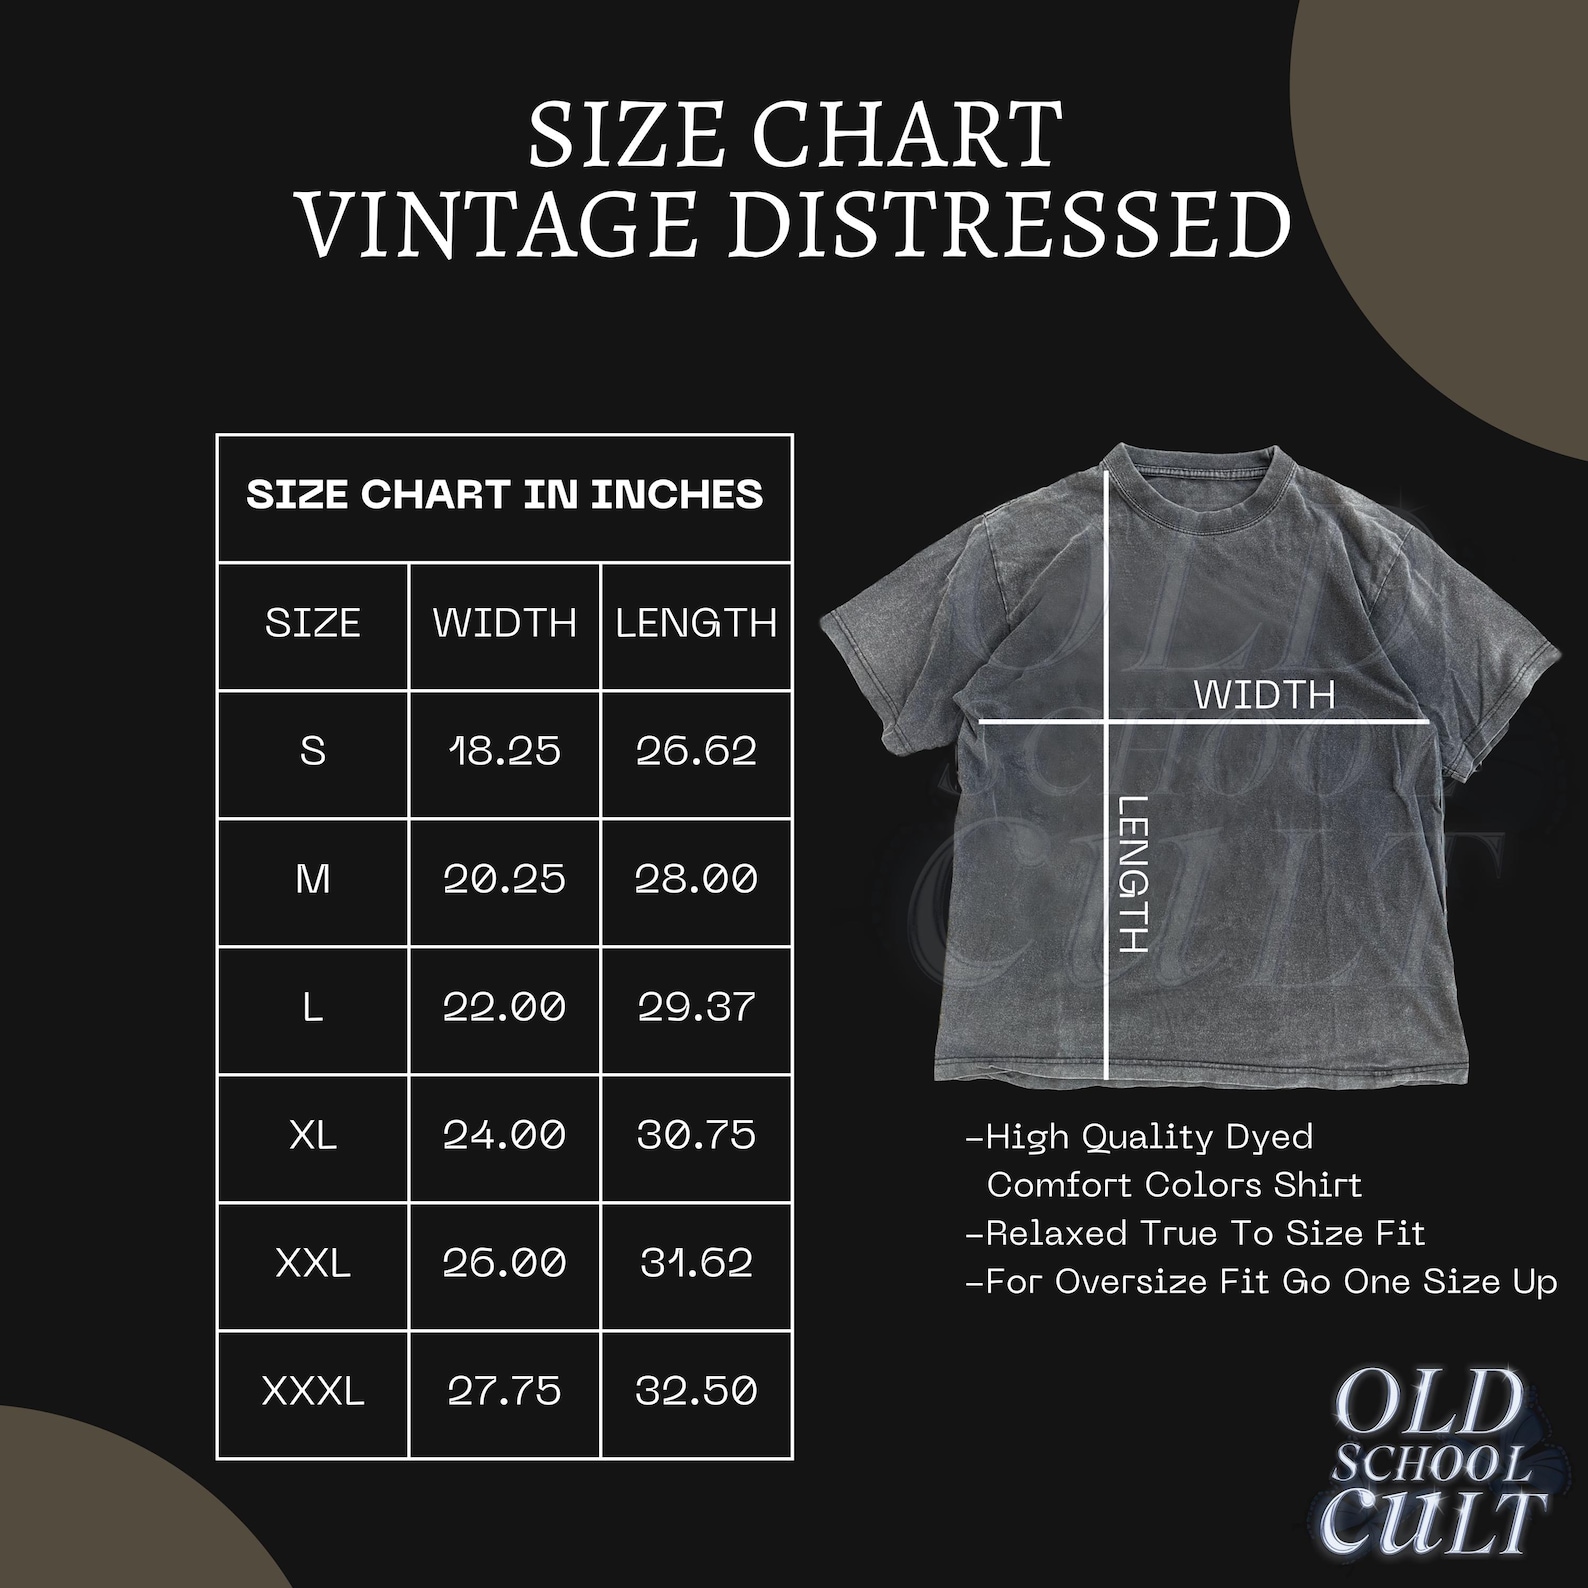 SIZE CHART
VINTAGE DISTRESSED
SIZE CHART IN INCHES
SIZE WIDTH LENGTH
S 18.25 26.62
M 20.25 28.00
L 22.00 29.37
XL 24.00 30.75
XXL 26.00 31.62
XXXL 27.75 32.50
OLD
SCHOOL
CuLT
WIDTH
LENGTH
-High Quality Dyed
Comfort Colors Shirt
-Relaxed True To Size Fit
-For Oversize Fit Go One Size Up
OLD
SCHOOL
CuLT